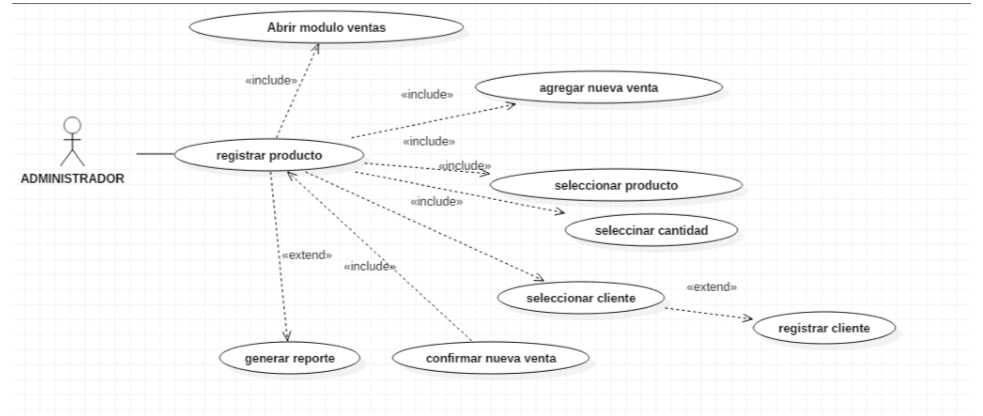 Abrir modulo ventas
«include»
agregar nueva venta
«include»
«include»
registrar producto
«include»
ADMINISTRADOR
seleccionar producto
«include»
seleccinar cantidad
«extend»
«include»
seleccionar cliente
«extend»
registrar cliente
generar reporte
confirmar nueva venta